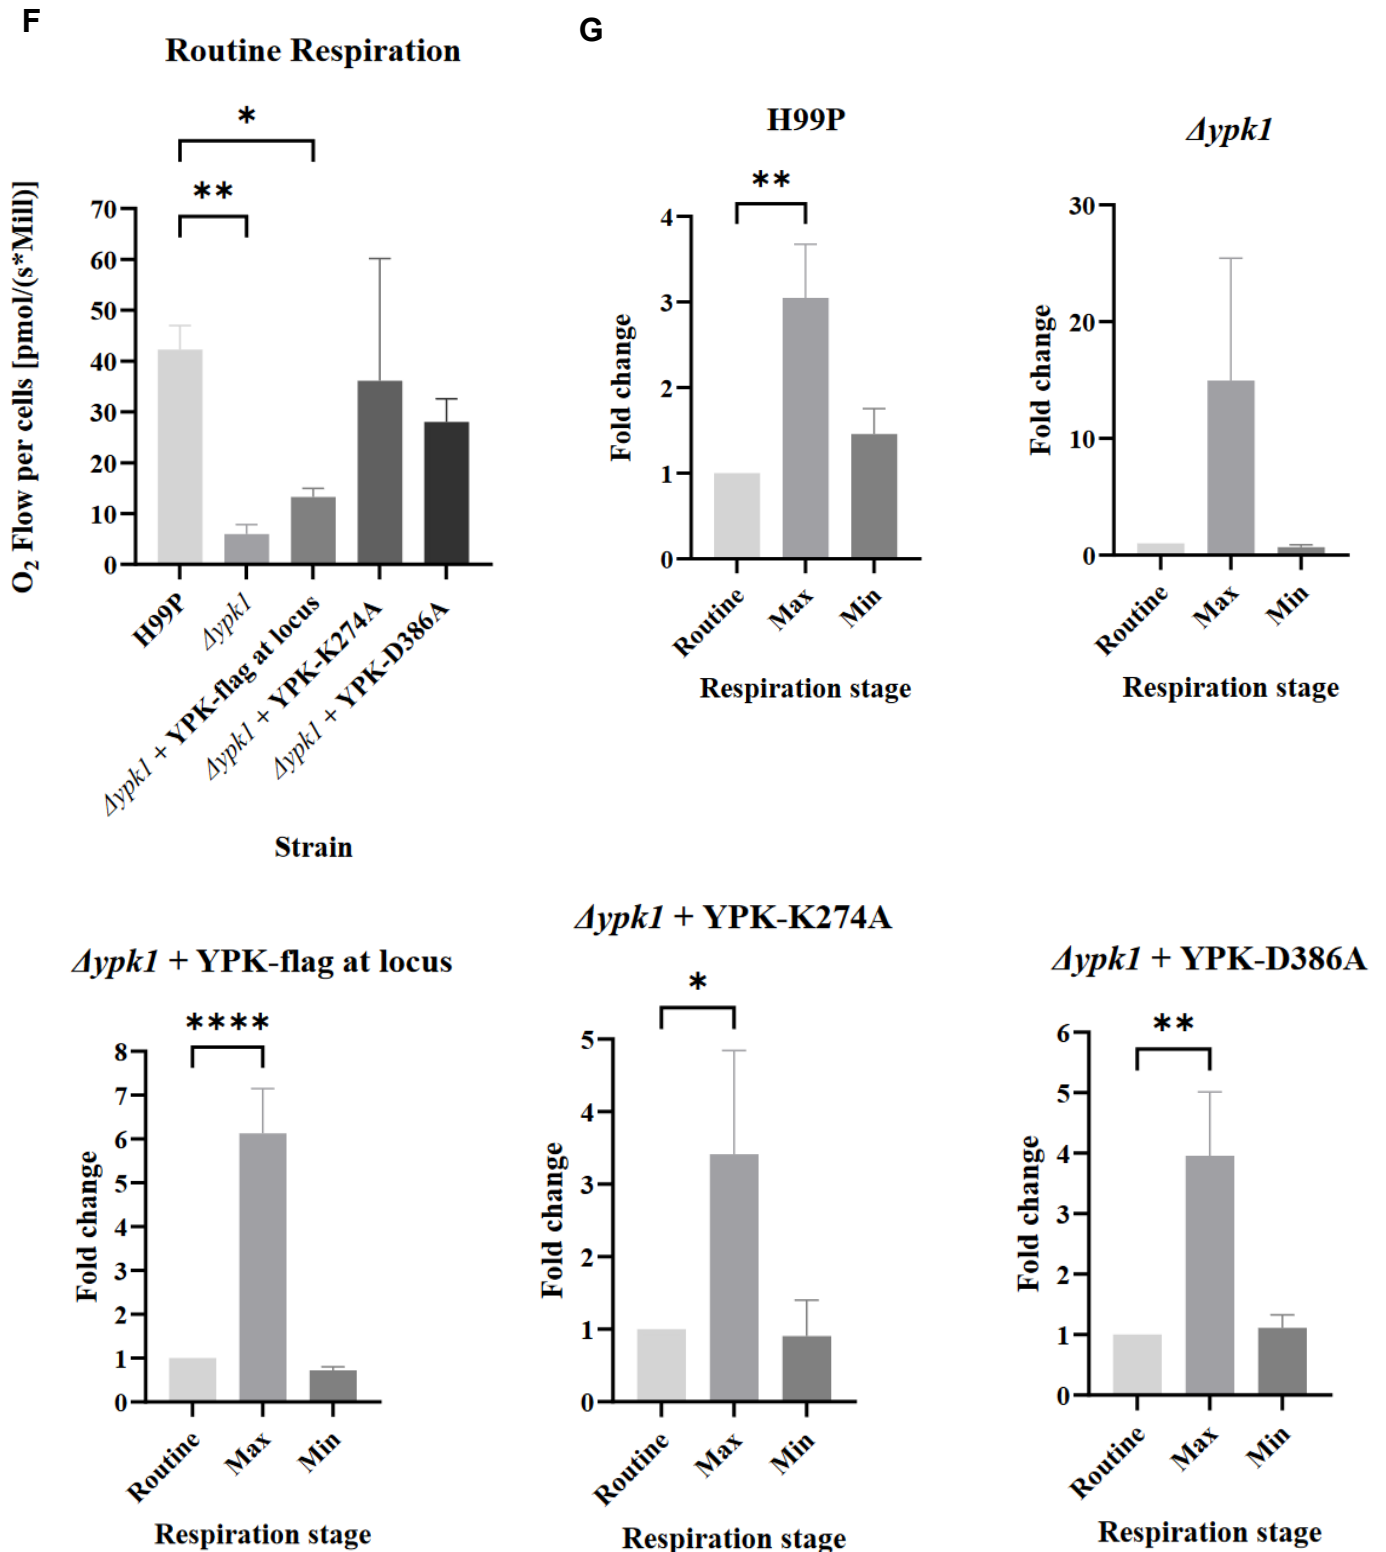 F
Routine Respiration
*
**
O2 Flow per cells [pmol/(s*Mill)]
70
60
50
40
30
20
10
0
H99P
Δypk1
Δypk1 + YPK-flag at locus
Δypk1 + YPK-K274A
Δypk1 + YPK-D386A
Strain
G
H99P
**
Fold change
4
3
2
1
0
Routine
Max
Min
Respiration stage
Δypk1
Fold change
30
20
10
0
Routine
Max
Min
Respiration stage
Δypk1 + YPK-flag at locus
****
Fold change
8
7
6
5
4
3
2
1
0
Routine
Max
Min
Respiration stage
Δypk1 + YPK-K274A
*
Fold change
5
4
3
2
1
0
Routine
Max
Min
Respiration stage
Δypk1 + YPK-D386A
**
Fold change
6
5
4
3
2
1
0
Routine
Max
Min
Respiration stage